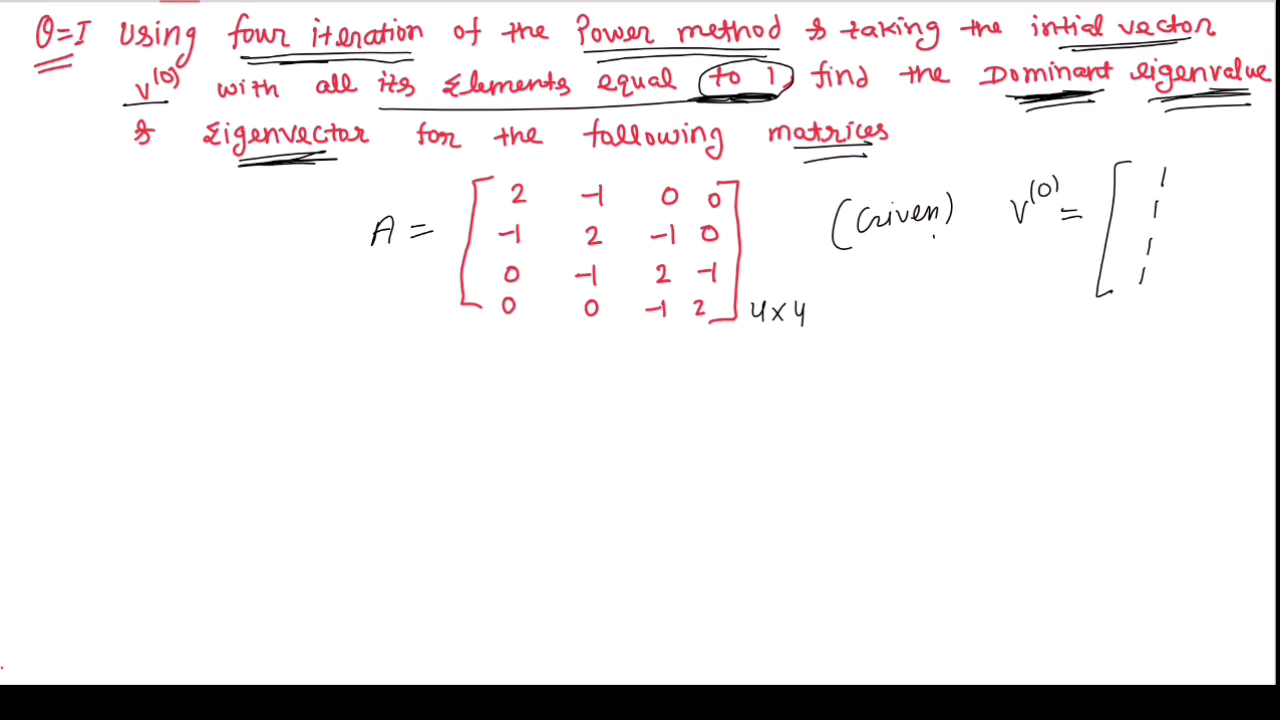 Q=I Using four iteration of the Power method & taking the intial vector
v(0) with all its Elements equal to 1, find the Dominant eigenvalue
& Eigenvector for the following matrices
A = [ 2 -1 0 0
-1 2 -1 0
0 -1 2 -1
0 0 -1 2 ] 4x4
(Given) v(0) = [ 1
1
1
1